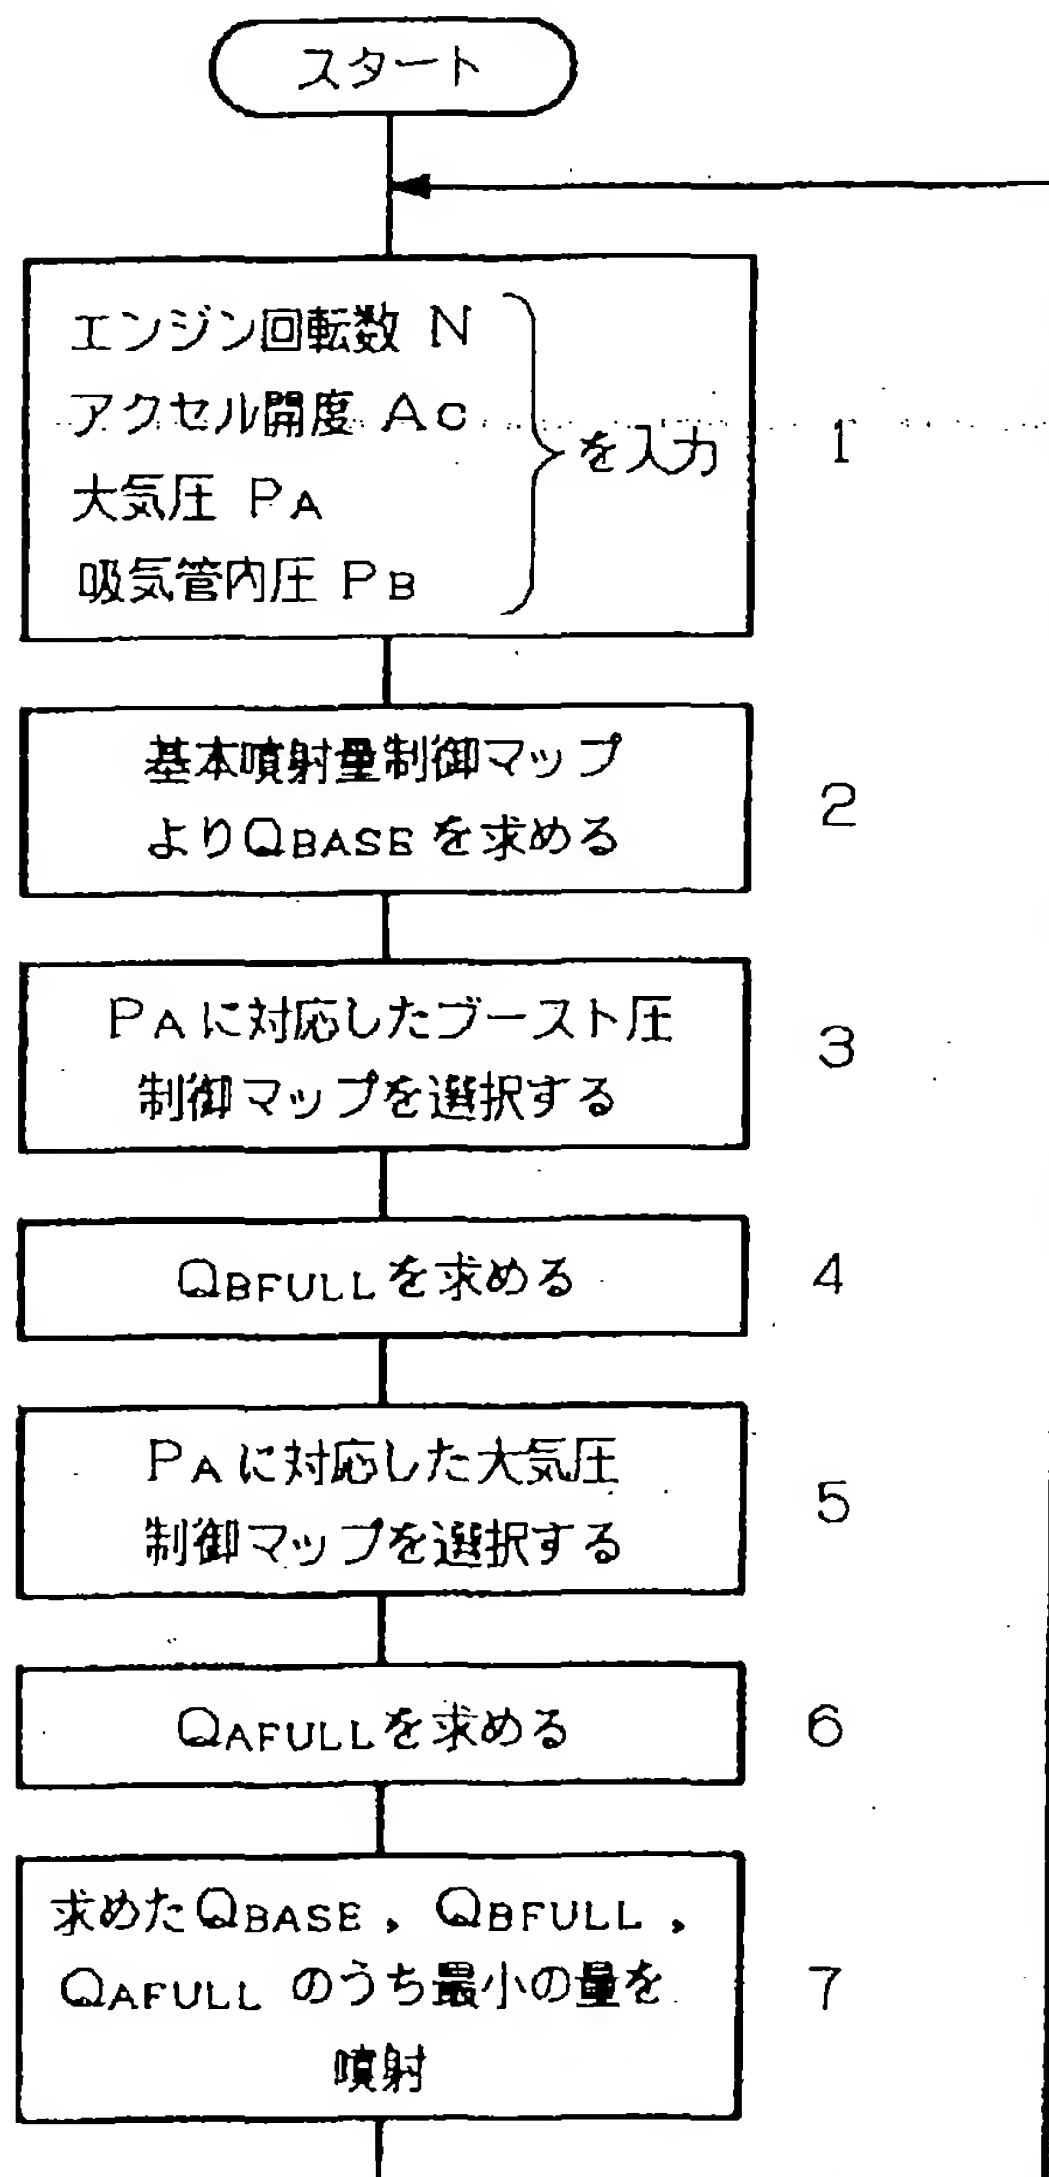 スタート
エンジン回転数 N
アクセル開度 Ac
大気圧 PA
吸気管内圧 PB
を入力
1
基本噴射量制御マップ
よりQBASE を求める
2
PAに対応したブースト圧
制御マップを選択する
3
QBFULLを求める
4
PAに対応した大気圧
制御マップを選択する
5
QAFULLを求める
6
求めたQBASE, QBFULL,
QAFULL のうち最小の量を
噴射
7